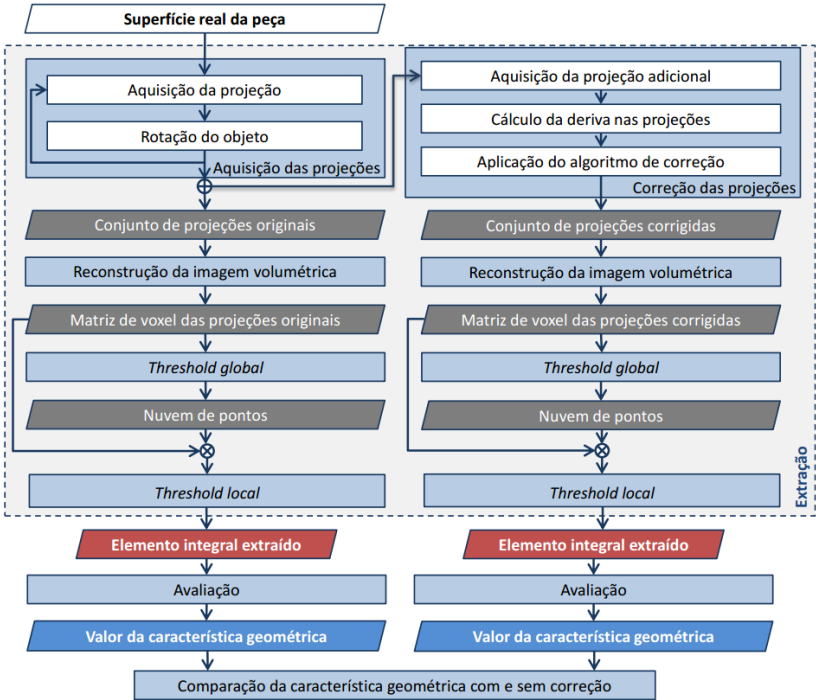 Superfície real da peça
Aquisição da projeção
Rotação do objeto
Aquisição das projeções
Aquisição da projeção adicional
Cálculo da deriva nas projeções
Aplicação do algoritmo de correção
Correção das projeções
Conjunto de projeções originais
Reconstrução da imagem volumétrica
Matriz de voxel das projeções originais
Threshold global
Nuvem de pontos
Threshold local
Conjunto de projeções corrigidas
Reconstrução da imagem volumétrica
Matriz de voxel das projeções corrigidas
Threshold global
Nuvem de pontos
Threshold local
Extração
Elemento integral extraído
Avaliação
Valor da característica geométrica
Elemento integral extraído
Avaliação
Valor da característica geométrica
Comparação da característica geométrica com e sem correção